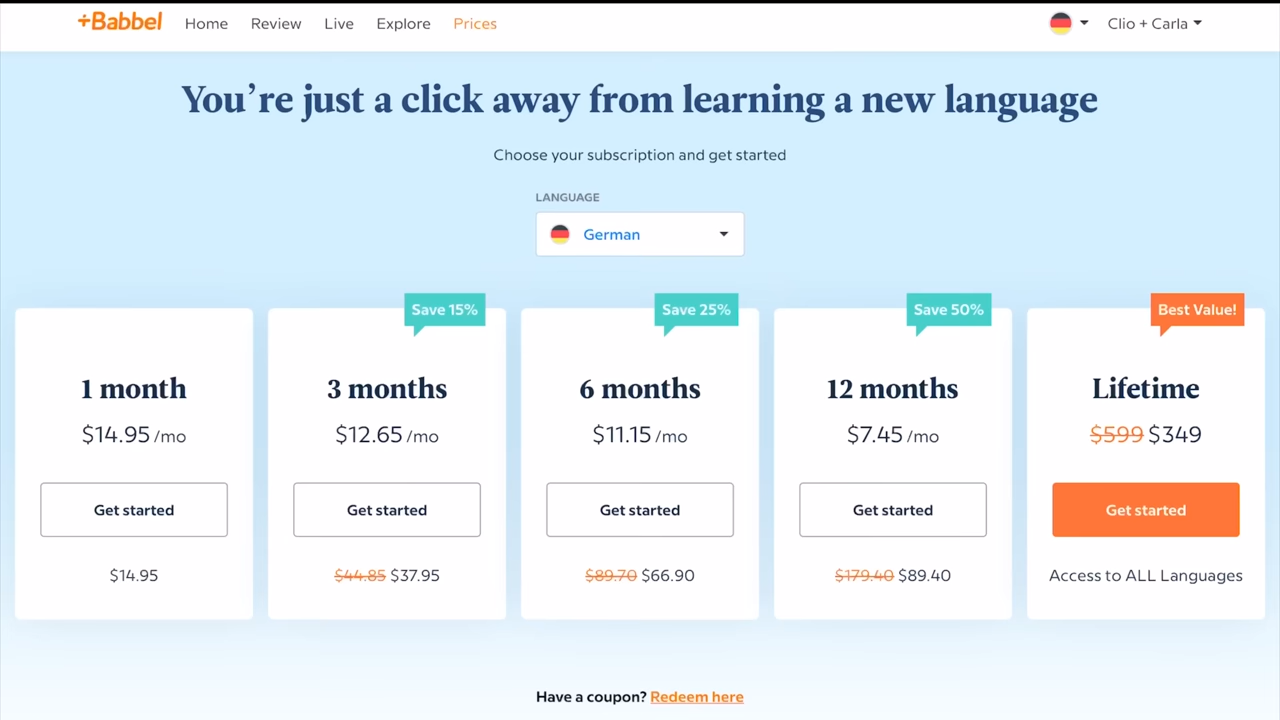 +Babbel Home Review Live Explore Prices Clio + Carla
You're just a click away from learning a new language
Choose your subscription and get started
LANGUAGE
German
Save 15% Save 25% Save 50% Best Value!
1 month 3 months 6 months 12 months Lifetime
$14.95 /mo $12.65 /mo $11.15 /mo $7.45 /mo $599 $349
Get started Get started Get started Get started Get started
$14.95 $44.85 $37.95 $89.70 $66.90 $179.40 $89.40 Access to ALL Languages
Have a coupon? Redeem here